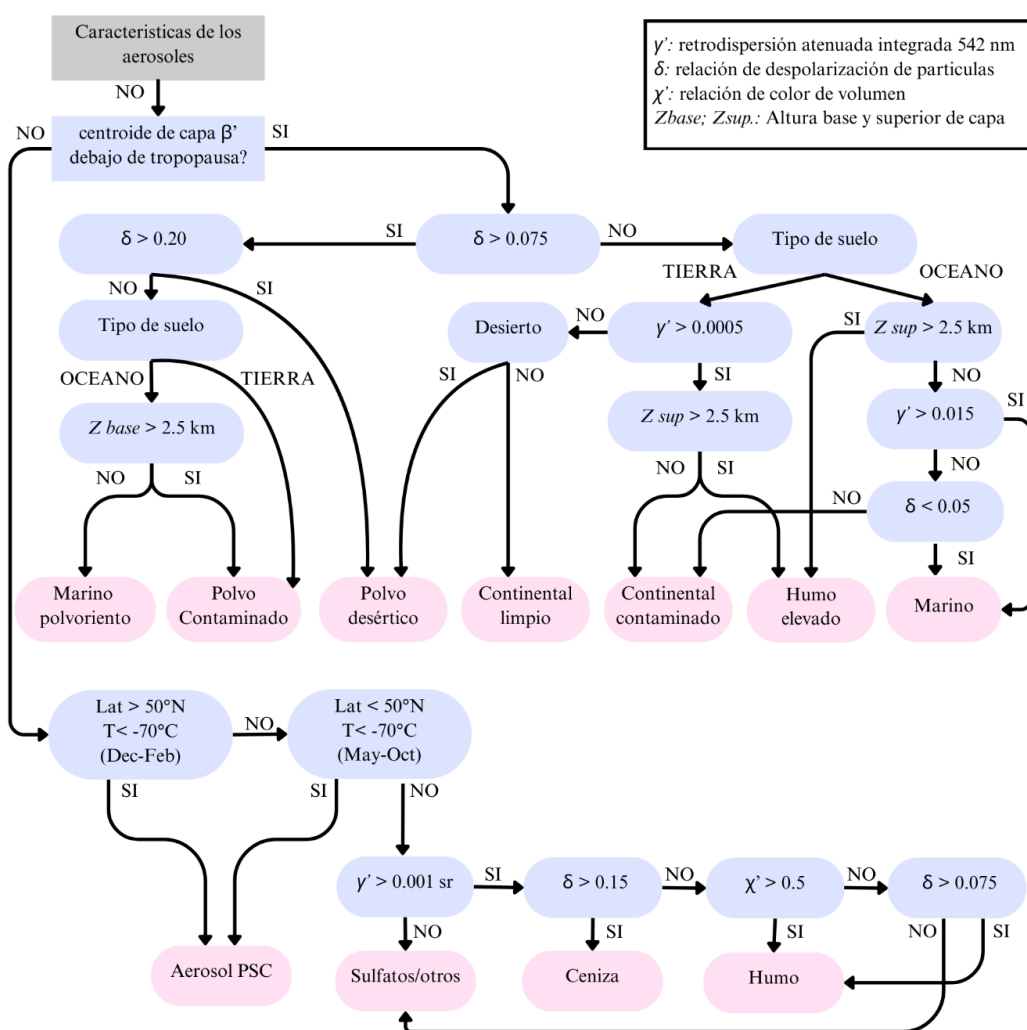 Caracteristicas de los
aerosoles
γ’: retrodispersión atenuada integrada 542 nm
δ: relación de despolarización de particulas
χ’: relación de color de volumen
Zbase; Zsup.: Altura base y superior de capa
NO
NO
centroide de capa β’
debajo de tropopausa?
SI
δ > 0.20
SI
δ > 0.075
NO
Tipo de suelo
NO
SI
TIERRA
OCEANO
Tipo de suelo
Desierto
NO
γ’ > 0.0005
SI
Z sup > 2.5 km
OCEANO
TIERRA
SI
NO
SI
NO
SI
Z base > 2.5 km
Z sup > 2.5 km
γ’ > 0.015
NO
SI
NO
SI
NO
NO
δ < 0.05
SI
Marino
polvoriento
Polvo
Contaminado
Polvo
désértico
Continental
limpio
Continental
contaminado
Humo
elevado
Marino
Lat > 50°N
T< -70°C
(Dec-Feb)
NO
Lat < 50°N
T< -70°C
(May-Oct)
SI
SI
NO
γ’ > 0.001 sr
SI
δ > 0.15
NO
χ’ > 0.5
NO
δ > 0.075
NO
SI
SI
NO
SI
Aerosol PSC
Sulfatos/otros
Ceniza
Humo